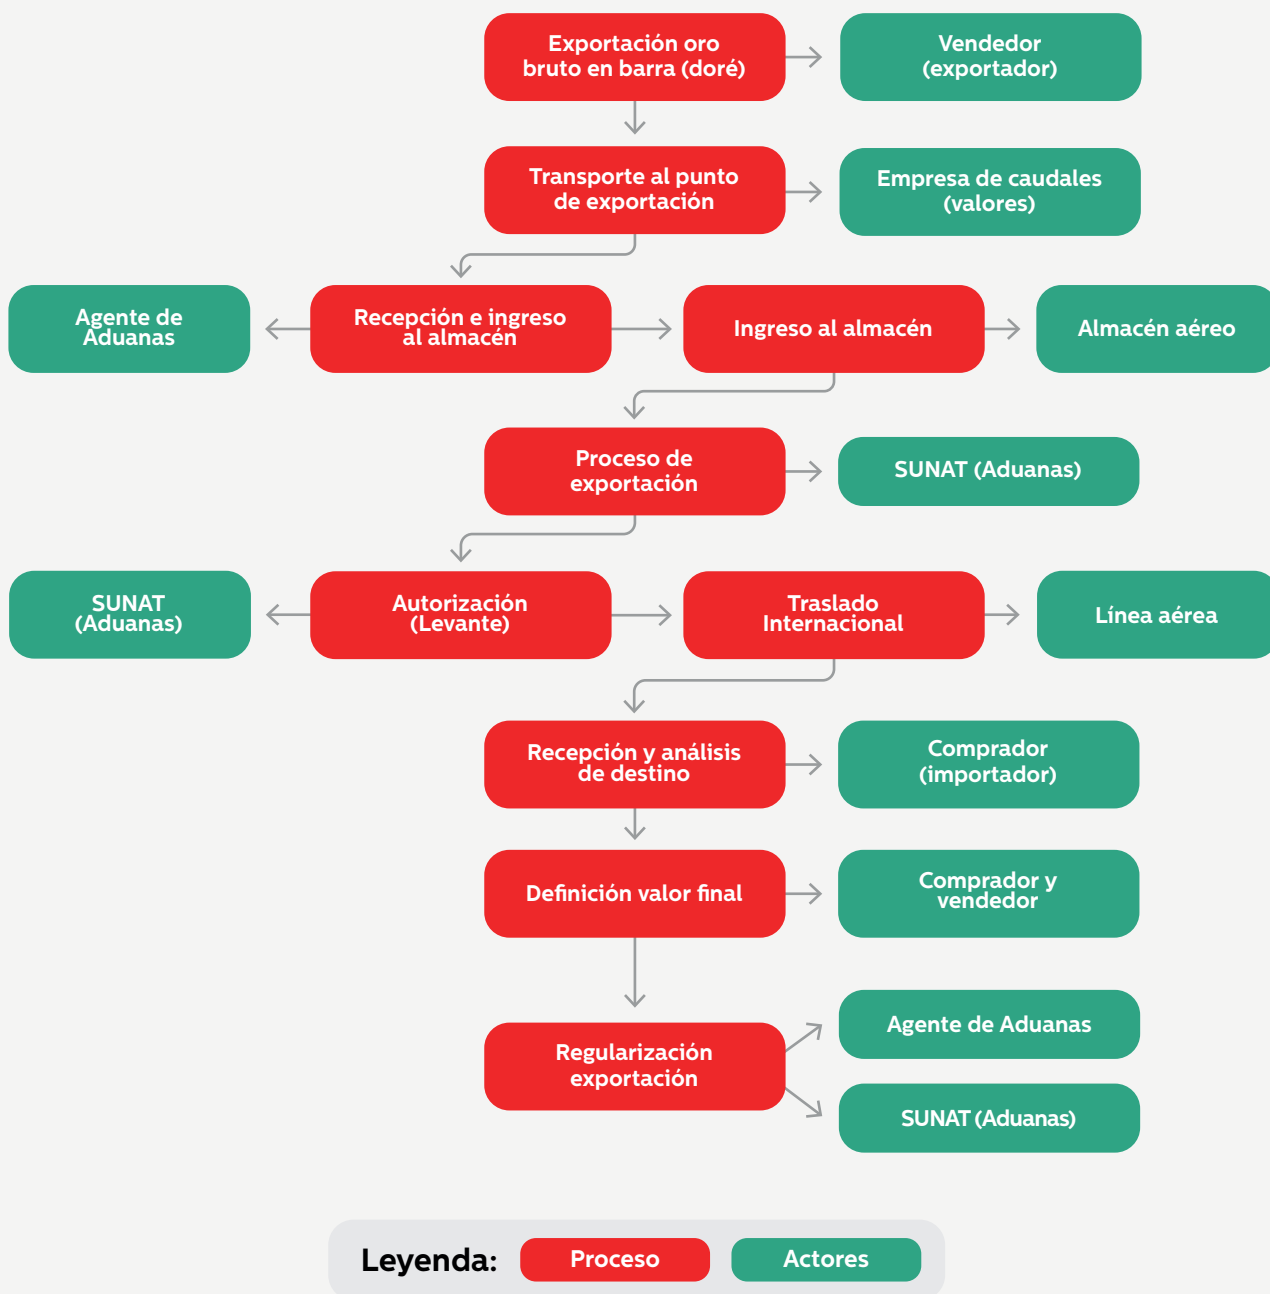 Exportación oro
bruto en barra (doré)
Vendedor
(exportador)
Transporte al punto
de exportación
Empresa de caudales
(valores)
Agente de
Aduanas
Recepción e ingreso
al almacén
Ingreso al almacén
Almacén aéreo
Proceso de
exportación
SUNAT (Aduanas)
SUNAT
(Aduanas)
Autorización
(Levante)
Traslado
Internacional
Línea aérea
Recepción y análisis
de destino
Comprador
(importador)
Definición valor final
Comprador y
vendedor
Regularización
exportación
Agente de Aduanas
SUNAT (Aduanas)
Leyenda:
Proceso
Actores